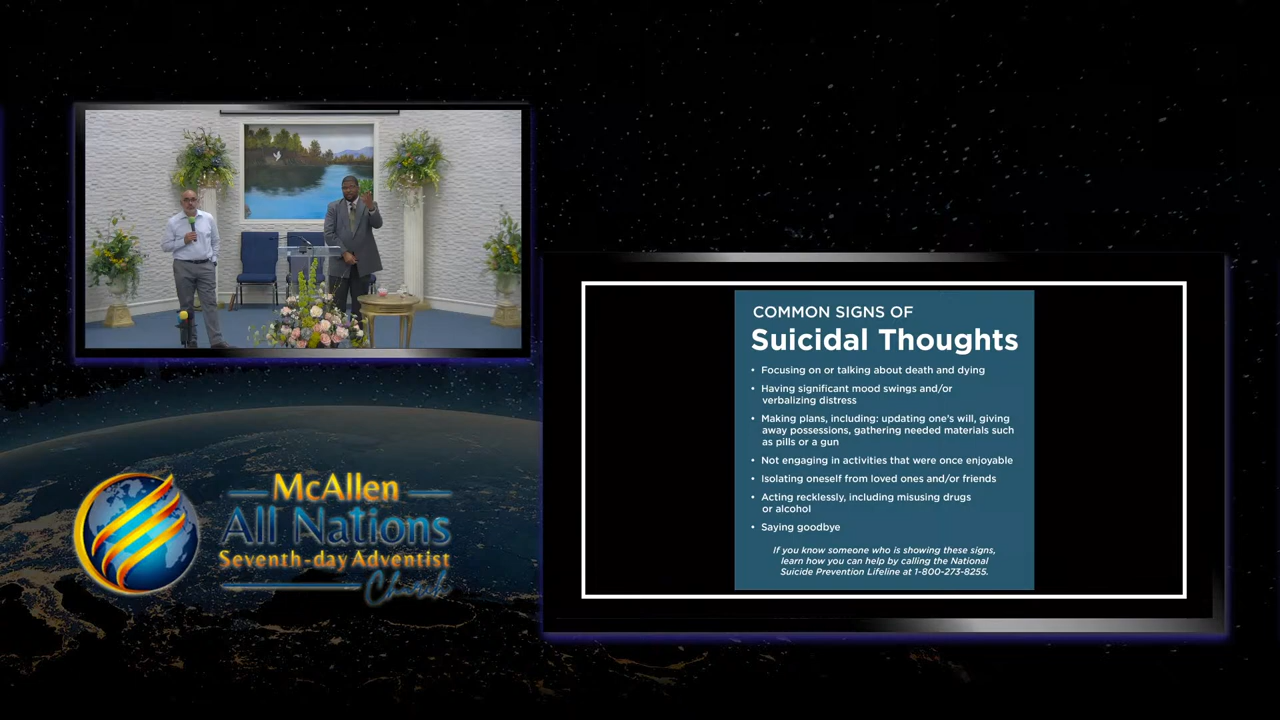 McAllen
All Nations
Seventh-day Adventist
Church
COMMON SIGNS OF
Suicidal Thoughts
• Focusing on or talking about death and dying
• Having significant mood swings and/or
verbalizing distress
• Making plans, including: updating one's will, giving
away possessions, gathering needed materials such
as pills or a gun
• Not engaging in activities that were once enjoyable
• Isolating oneself from loved ones and/or friends
• Acting recklessly, including misusing drugs
or alcohol
• Saying goodbye
If you know someone who is showing these signs,
learn how you can help by calling the National
Suicide Prevention Lifeline at 1-800-273-8255.